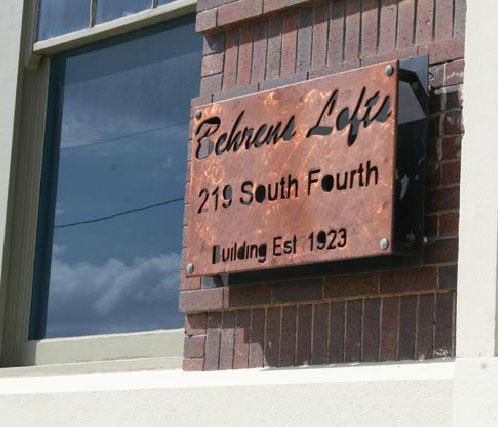 Behrens Lofts
219 South Fourth
Building Est 1923